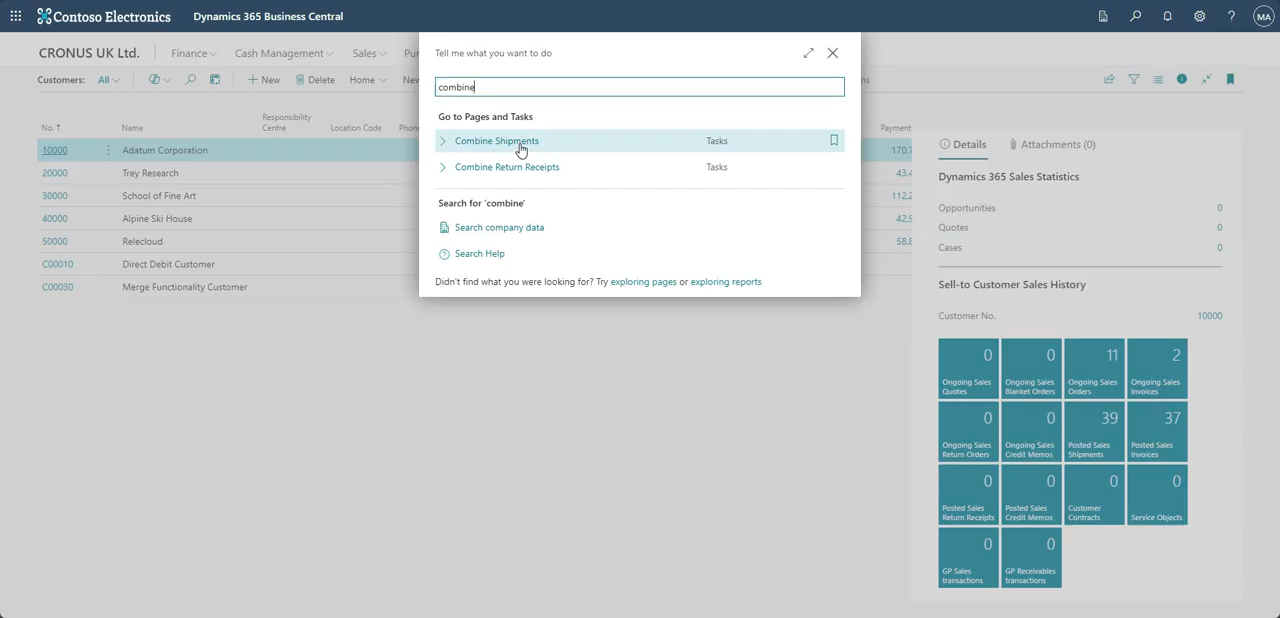 Contoso Electronics
Dynamics 365 Business Central
MA
CRONUS UK Ltd.
Finance
Cash Management
Sales
Customers:
All
New
Delete
Home
Tell me what you want to do
combine
Go to Pages and Tasks
Combine Shipments
Tasks
Combine Return Receipts
Tasks
Search for 'combine'
Search company data
Search Help
Didn't find what you were looking for? Try exploring pages or exploring reports
No. ↑
Name
Responsibility
Centre
Location Code
10000
Adatum Corporation
20000
Trey Research
30000
School of Fine Art
40000
Alpine Ski House
50000
Relecloud
C00010
Direct Debit Customer
C00030
Merge Functionality Customer
Details
Attachments (0)
Dynamics 365 Sales Statistics
Opportunities
0
Quotes
0
Cases
0
Sell-to Customer Sales History
Customer No.
10000
0
Ongoing Sales
Quotes
0
Ongoing Sales
Blanket Orders
11
Ongoing Sales
Orders
2
Ongoing Sales
Invoices
0
Ongoing Sales
Return Orders
0
Ongoing Sales
Credit Memos
39
Posted Sales
Shipments
37
Posted Sales
Invoices
0
Posted Sales
Return Receipts
0
Posted Sales
Credit Memos
0
Customer
Contracts
0
Service Objects
0
GP Sales
transactions
0
GP Receivables
transactions